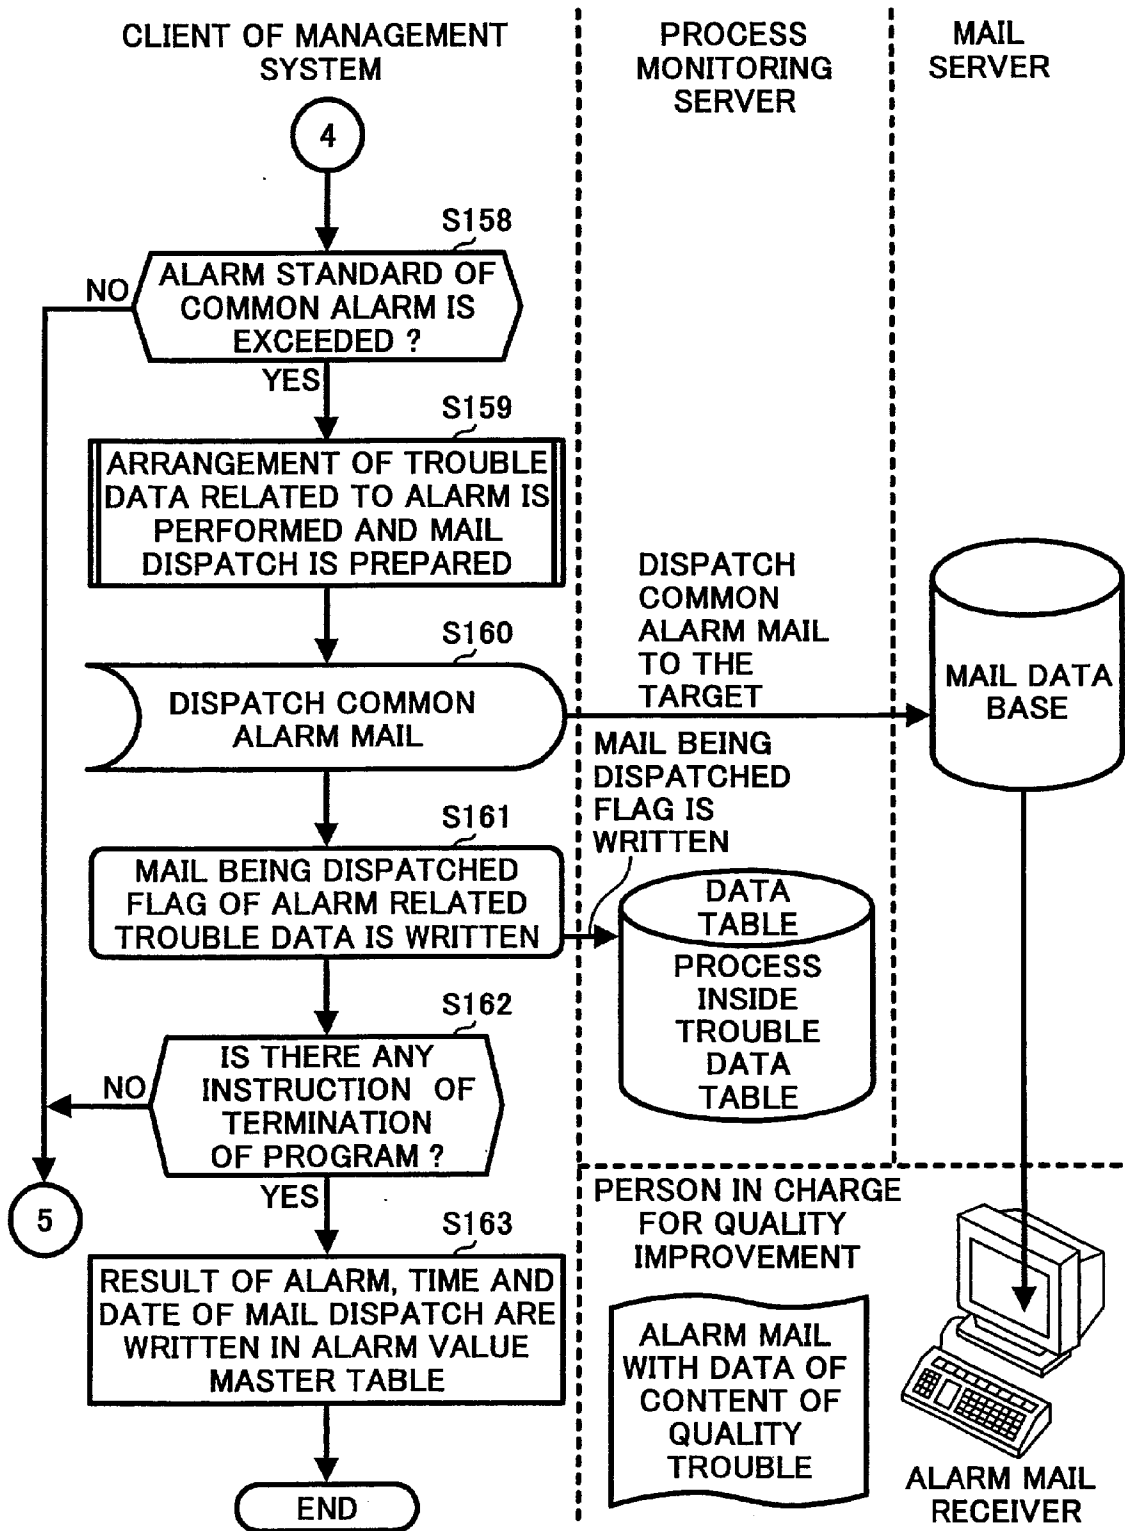 CLIENT OF MANAGEMENT
SYSTEM
PROCESS
MONITORING
SERVER
MAIL
SERVER
4
S158
ALARM STANDARD OF
COMMON ALARM IS
EXCEEDED ?
NO
YES
S159
ARRANGEMENT OF TROUBLE
DATA RELATED TO ALARM IS
PERFORMED AND MAIL
DISPATCH IS PREPARED
S160
DISPATCH COMMON
ALARM MAIL
DISPATCH
COMMON
ALARM MAIL
TO THE
TARGET
MAIL DATA
BASE
MAIL BEING
DISPATCHED
FLAG IS
WRITTEN
S161
MAIL BEING DISPATCHED
FLAG OF ALARM RELATED
TROUBLE DATA IS WRITTEN
DATA
TABLE
PROCESS
INSIDE
TROUBLE
DATA
TABLE
S162
IS THERE ANY
INSTRUCTION OF
TERMINATION
OF PROGRAM ?
NO
YES
5
S163
RESULT OF ALARM, TIME AND
DATE OF MAIL DISPATCH ARE
WRITTEN IN ALARM VALUE
MASTER TABLE
END
PERSON IN CHARGE
FOR QUALITY
IMPROVEMENT
ALARM MAIL
WITH DATA OF
CONTENT OF
QUALITY
TROUBLE
ALARM MAIL
RECEIVER